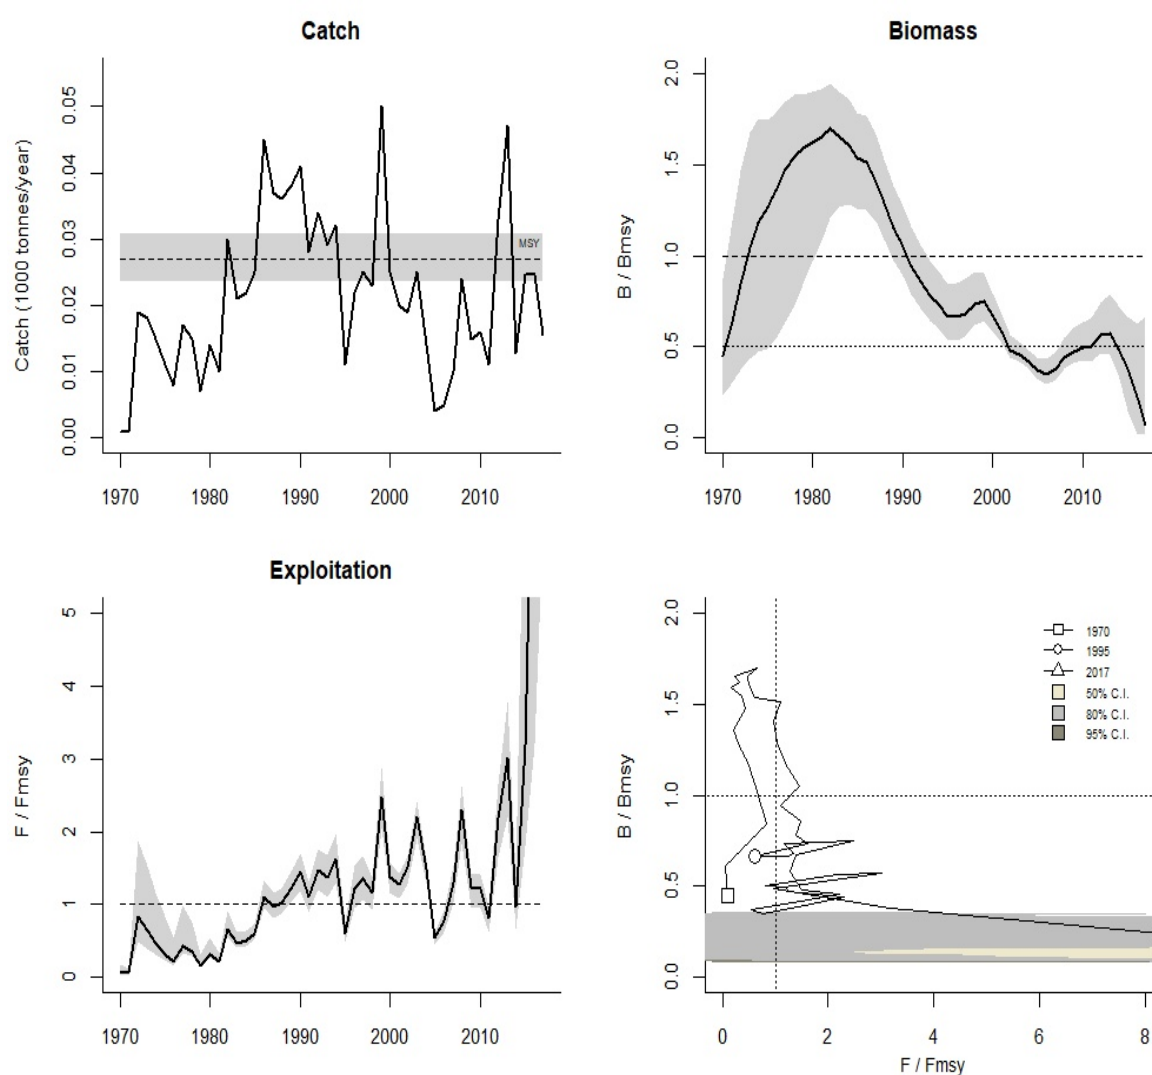 Catch
Catch (1000 tonnes/year)
0.00 0.01 0.02 0.03 0.04 0.05
MSY
1970 1980 1990 2000 2010
Biomass
B / Bmsy
0.0 0.5 1.0 1.5 2.0
1970 1980 1990 2000 2010
Exploitation
F / Fmsy
0 1 2 3 4 5
1970 1980 1990 2000 2010
B / Bmsy
0.0 0.5 1.0 1.5 2.0
1970
1995
2017
50% C.I.
80% C.I.
95% C.I.
0 2 4 6 8
F / Fmsy